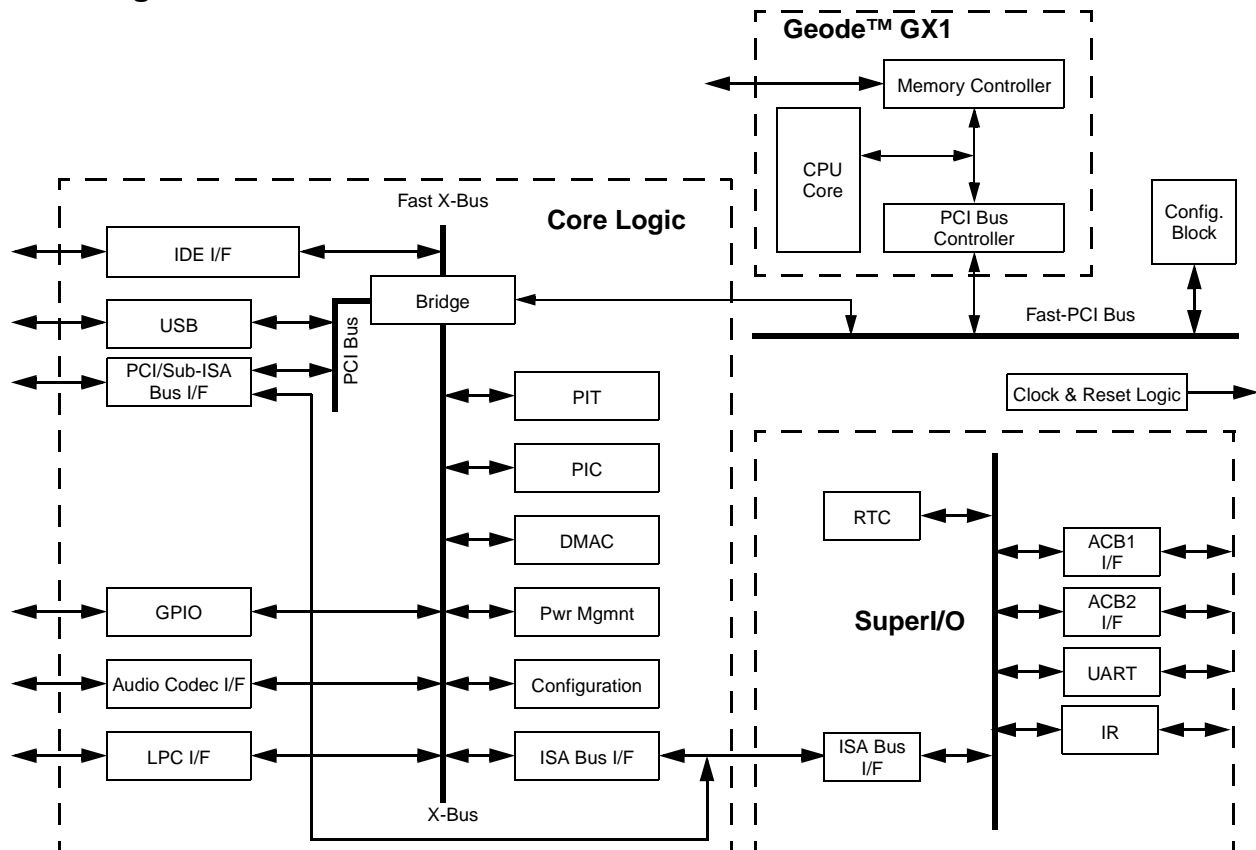 Geode™ GX1
Memory Controller
CPU
Core
PCI Bus
Controller
Config.
Block
Fast-PCI Bus
Clock & Reset Logic
Fast X-Bus
Core Logic
IDE I/F
Bridge
USB
PCI Bus
PCI/Sub-ISA
Bus I/F
PIT
PIC
DMAC
GPIO
Pwr Mgmnt
Audio Codec I/F
Configuration
LPC I/F
ISA Bus I/F
X-Bus
RTC
SuperI/O
ACB1
I/F
ACB2
I/F
UART
IR
ISA Bus
I/F